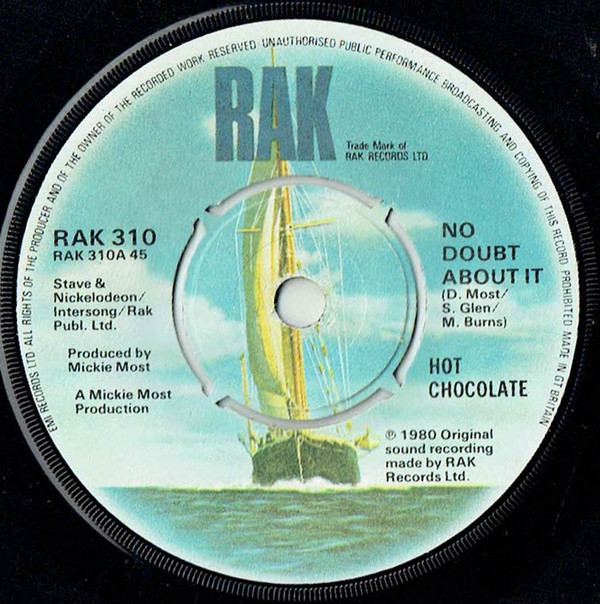 EMI RECORDS LTD. ALL RIGHTS OF THE PRODUCER AND OF THE OWNER OF THE RECORDED WORK RESERVED UNAUTHORISED PUBLIC PERFORMANCE BROADCASTING AND COPYING OF THIS RECORD PROHIBITED MADE IN GT BRITAIN
RAK
Trade Mark of
RAK RECORDS LTD.
RAK 310
RAK 310A 45
Stave &
Nickelodeon/
Intersong/Rak
Publ. Ltd.
Produced by
Mickie Most
A Mickie Most
Production
NO
DOUBT
ABOUT IT
(D. Most/
S. Glen/
M. Burns)
HOT
CHOCOLATE
℗ 1980 Original
sound recording
made by RAK
Records Ltd.